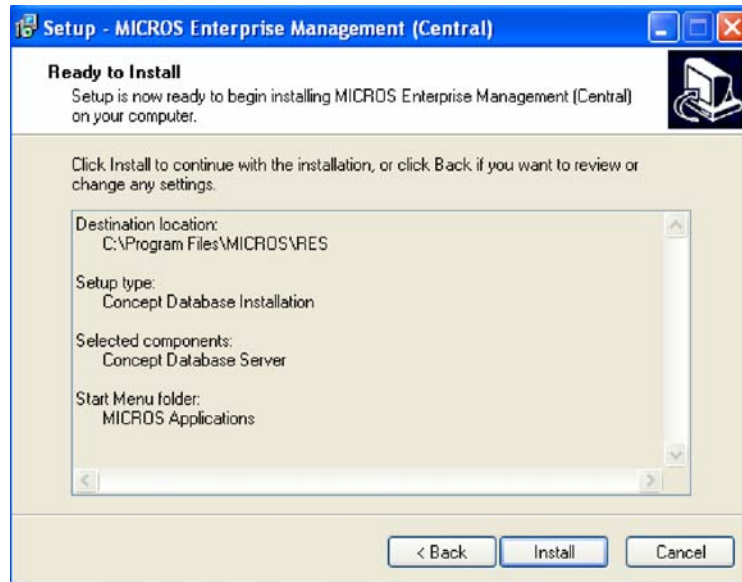 Setup - MICROS Enterprise Management (Central)
Ready to Install
Setup is now ready to begin installing MICROS Enterprise Management (Central)
on your computer.
Click Install to continue with the installation, or click Back if you want to review or
change any settings.
Destination location:
C:\Program Files\MICROS\RES
Setup type:
Concept Database Installation
Selected components:
Concept Database Server
Start Menu folder:
MICROS Applications
< Back Install Cancel